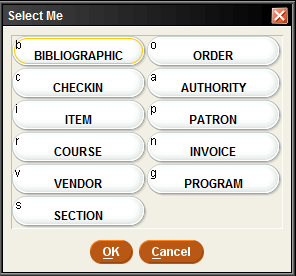 Select Me
b BIBLIOGRAPHIC
o ORDER
c CHECKIN
a AUTHORITY
i ITEM
p PATRON
r COURSE
n INVOICE
v VENDOR
g PROGRAM
s SECTION
OK Cancel